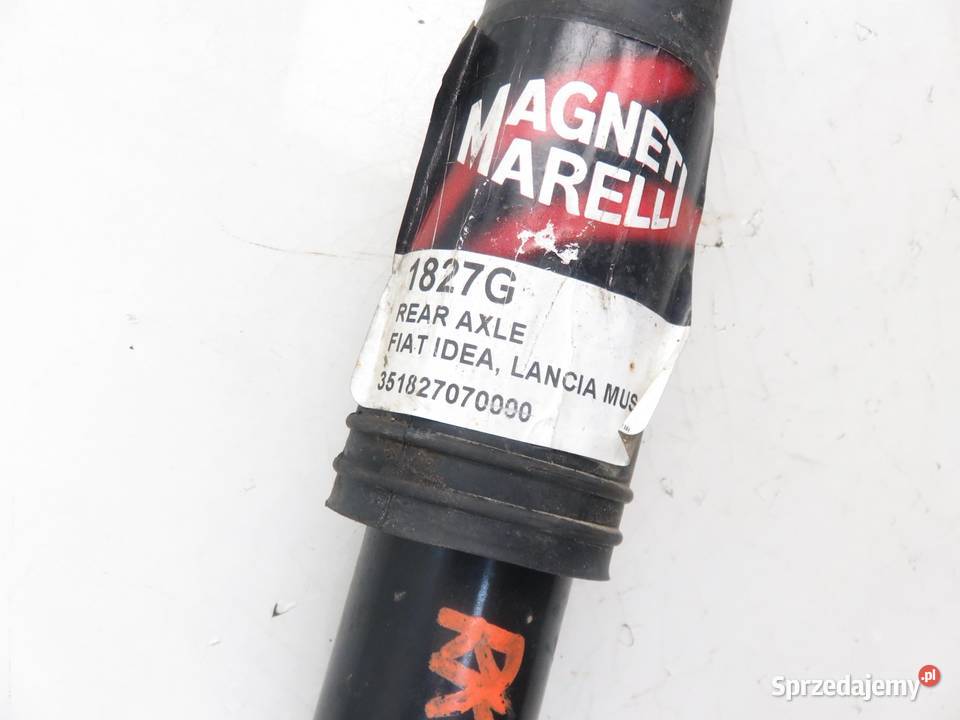 MAGNETI
MARELLI
1827G
REAR AXLE
FIAT IDEA, LANCIA MUS
351827070000
Sprzedajemy.pl